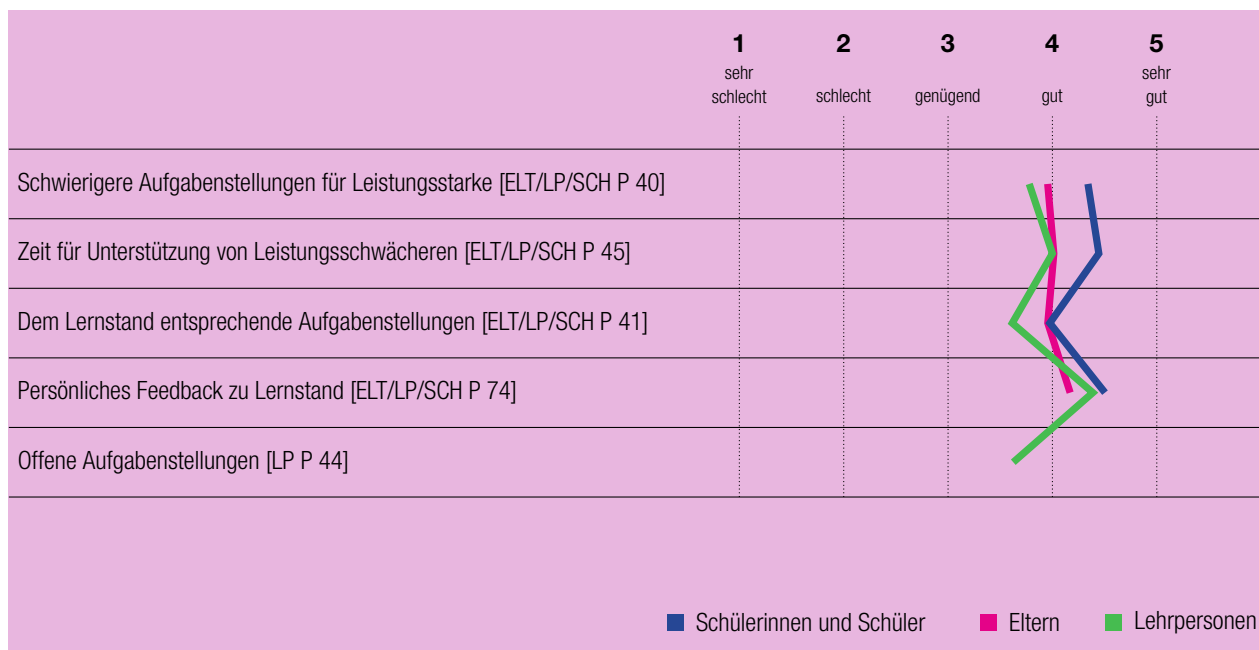 1 2 3 4 5
sehr schlecht schlecht genügend gut sehr gut
Schwierigere Aufgabenstellungen für Leistungsstarke [ELT/LP/SCH P 40]
Zeit für Unterstützung von Leistungsschwächeren [ELT/LP/SCH P 45]
Dem Lernstand entsprechende Aufgabenstellungen [ELT/LP/SCH P 41]
Persönliches Feedback zu Lernstand [ELT/LP/SCH P 74]
Offene Aufgabenstellungen [LP P 44]
Schülerinnen und Schüler Eltern Lehrpersonen